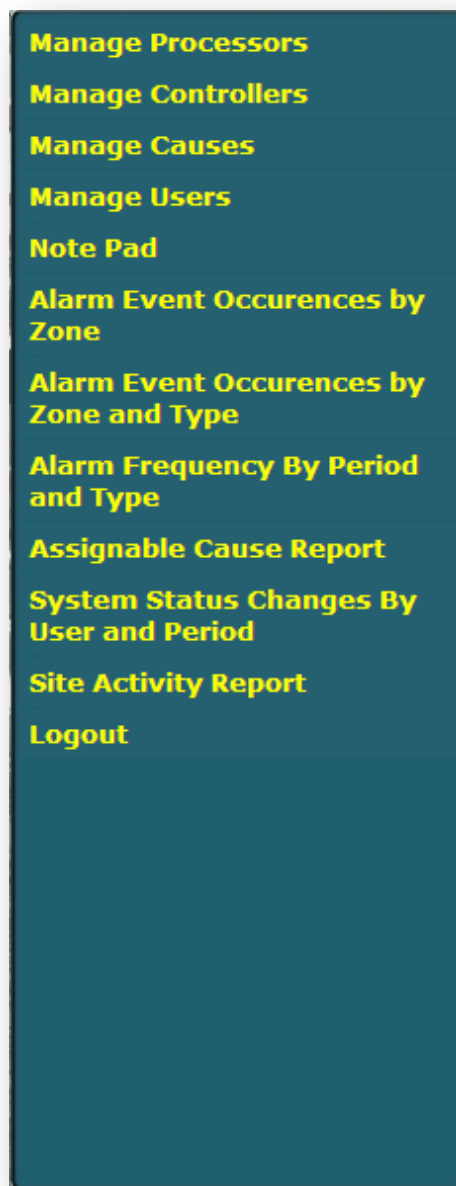 Manage Processors
Manage Controllers
Manage Causes
Manage Users
Note Pad
Alarm Event Occurences by
Zone
Alarm Event Occurences by
Zone and Type
Alarm Frequency By Period
and Type
Assignable Cause Report
System Status Changes By
User and Period
Site Activity Report
Logout